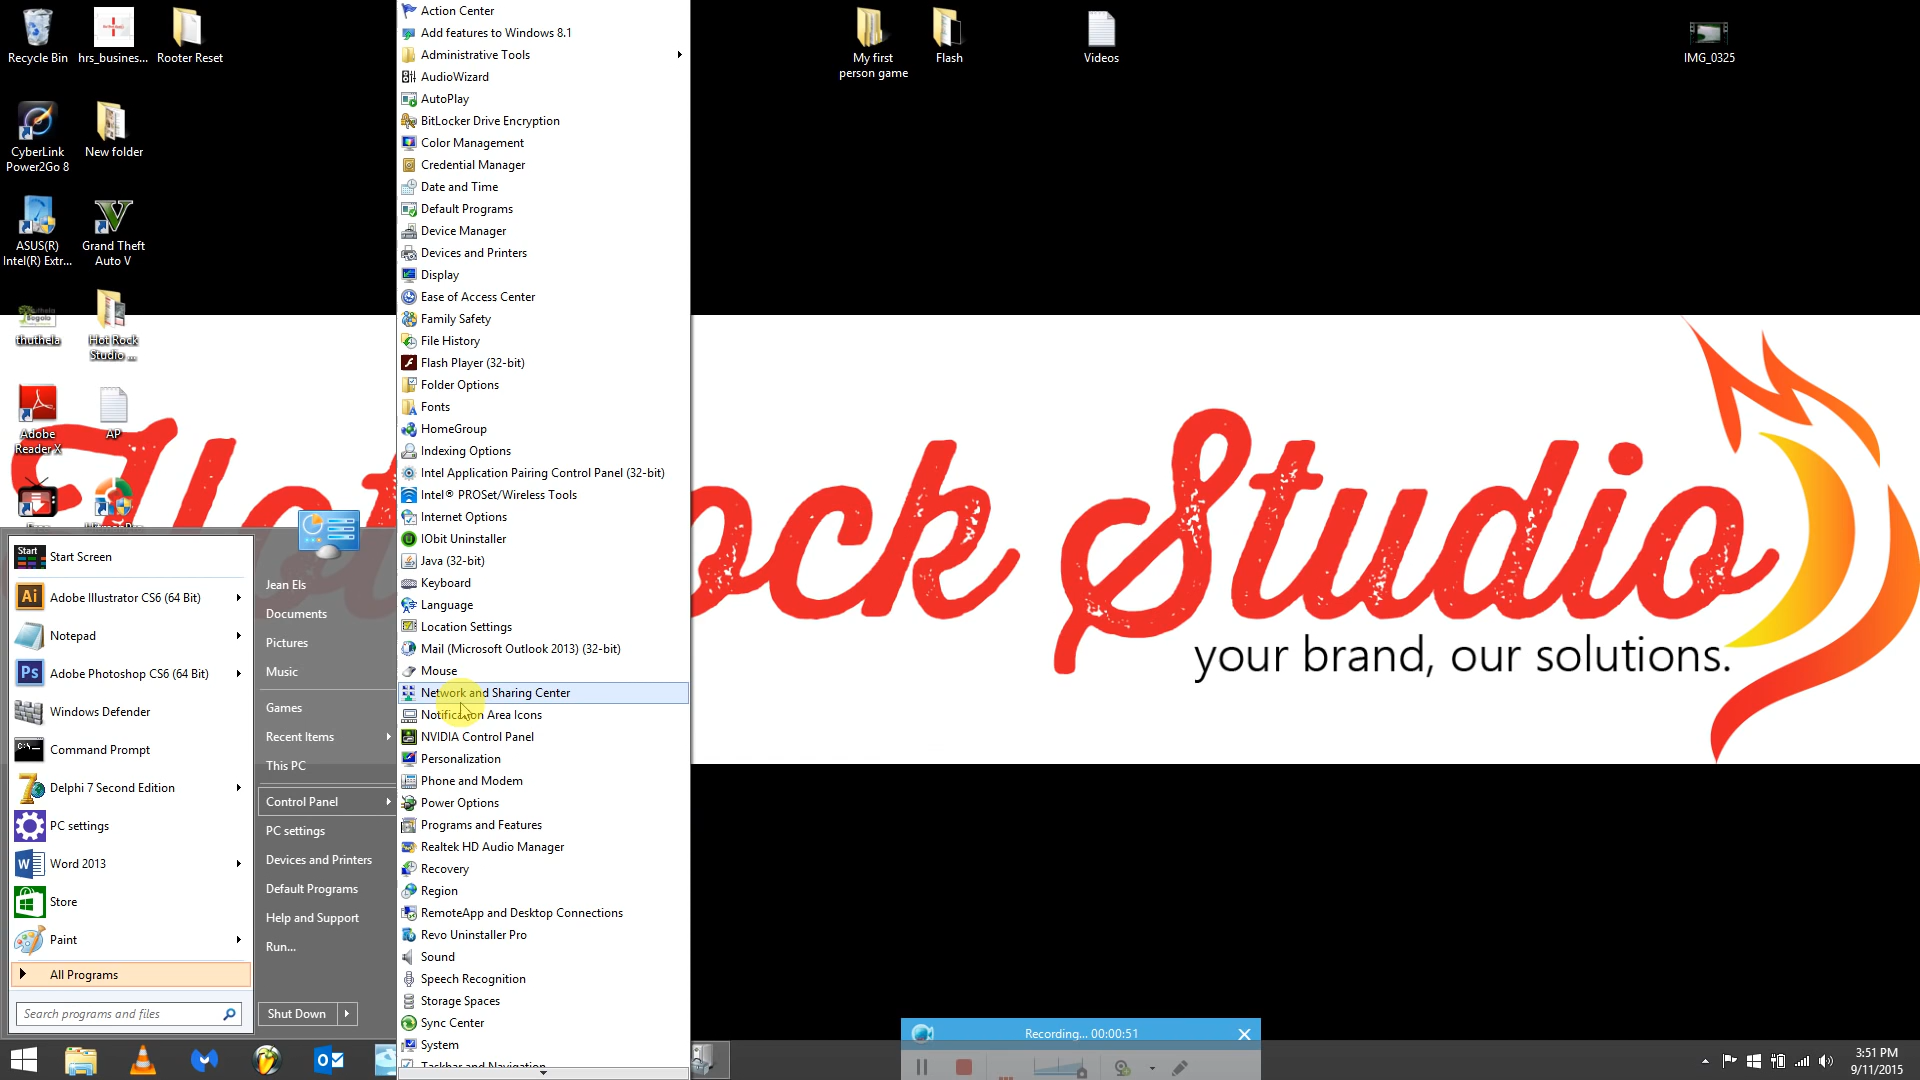 Recycle Bin
hrs_busines...
Rooter Reset
CyberLink
Power2Go 8
New folder
ASUS(R)
Intel(R) Extr...
Grand Theft
Auto V
thuthela
Hot Rock
Studio ...
Adobe
Reader X
AP
My first
person game
Flash
Videos
IMG_0325
Action Center
Add features to Windows 8.1
Administrative Tools
AudioWizard
AutoPlay
BitLocker Drive Encryption
Color Management
Credential Manager
Date and Time
Default Programs
Device Manager
Devices and Printers
Display
Ease of Access Center
Family Safety
File History
Flash Player (32-bit)
Folder Options
Fonts
HomeGroup
Indexing Options
Intel Application Pairing Control Panel (32-bit)
Intel® PROSet/Wireless Tools
Internet Options
IObit Uninstaller
Java (32-bit)
Keyboard
Language
Location Settings
Mail (Microsoft Outlook 2013) (32-bit)
Mouse
Network and Sharing Center
Notification Area Icons
NVIDIA Control Panel
Personalization
Phone and Modem
Power Options
Programs and Features
Realtek HD Audio Manager
Recovery
Region
RemoteApp and Desktop Connections
Revo Uninstaller Pro
Sound
Speech Recognition
Storage Spaces
Sync Center
System
Taskbar and Navigation
Start
Start Screen
Adobe Illustrator CS6 (64 Bit)
Notepad
Adobe Photoshop CS6 (64 Bit)
Windows Defender
Command Prompt
Delphi 7 Second Edition
PC settings
Word 2013
Store
Paint
All Programs
Search programs and files
Jean Els
Documents
Pictures
Music
Games
Recent Items
This PC
Control Panel
PC settings
Devices and Printers
Default Programs
Help and Support
Run...
Shut Down
Studio
your brand, our solutions.
Recording... 00:00:51
3:51 PM
9/11/2015